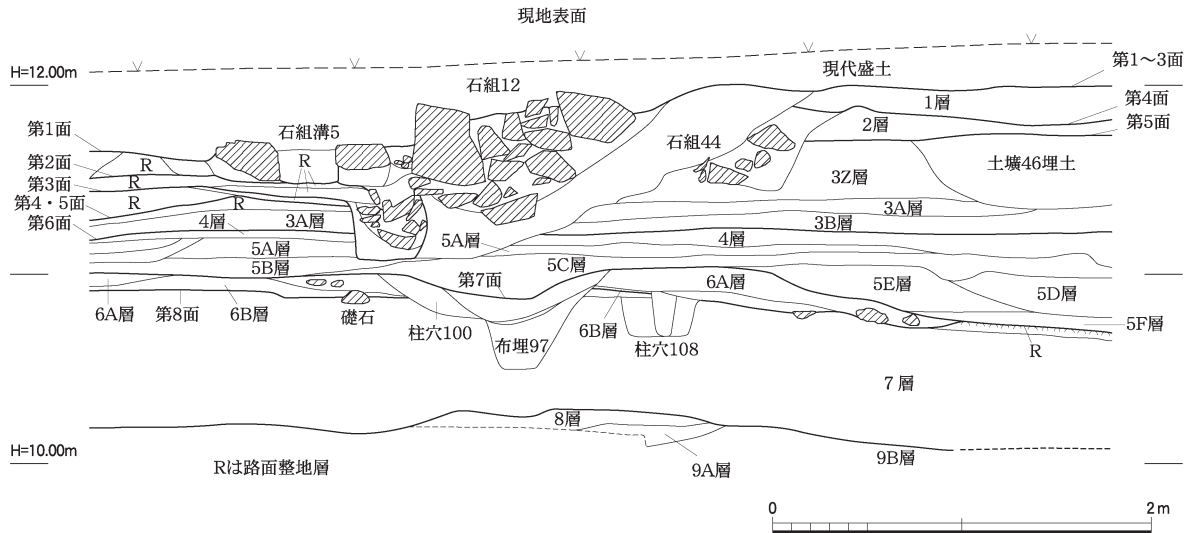 現地表面
H=12.00m
現代盛土
第1～3面
石組12
1層
第4面
第1面
石組溝5
2層
第5面
R
R
石組44
土壙46埋土
第2面
R
3Z層
第3面
R
R
3A層
第4・5面
4層
3A層
3B層
第6面
5A層
5A層
4層
5B層
5C層
第7面
6A層
5E層
5D層
6A層
第8面
6B層
礎石
柱穴100
布埋97
6B層
柱穴108
5F層
R
7層
8層
H=10.00m
Rは路面整地層
9A層
9B層
0
2m